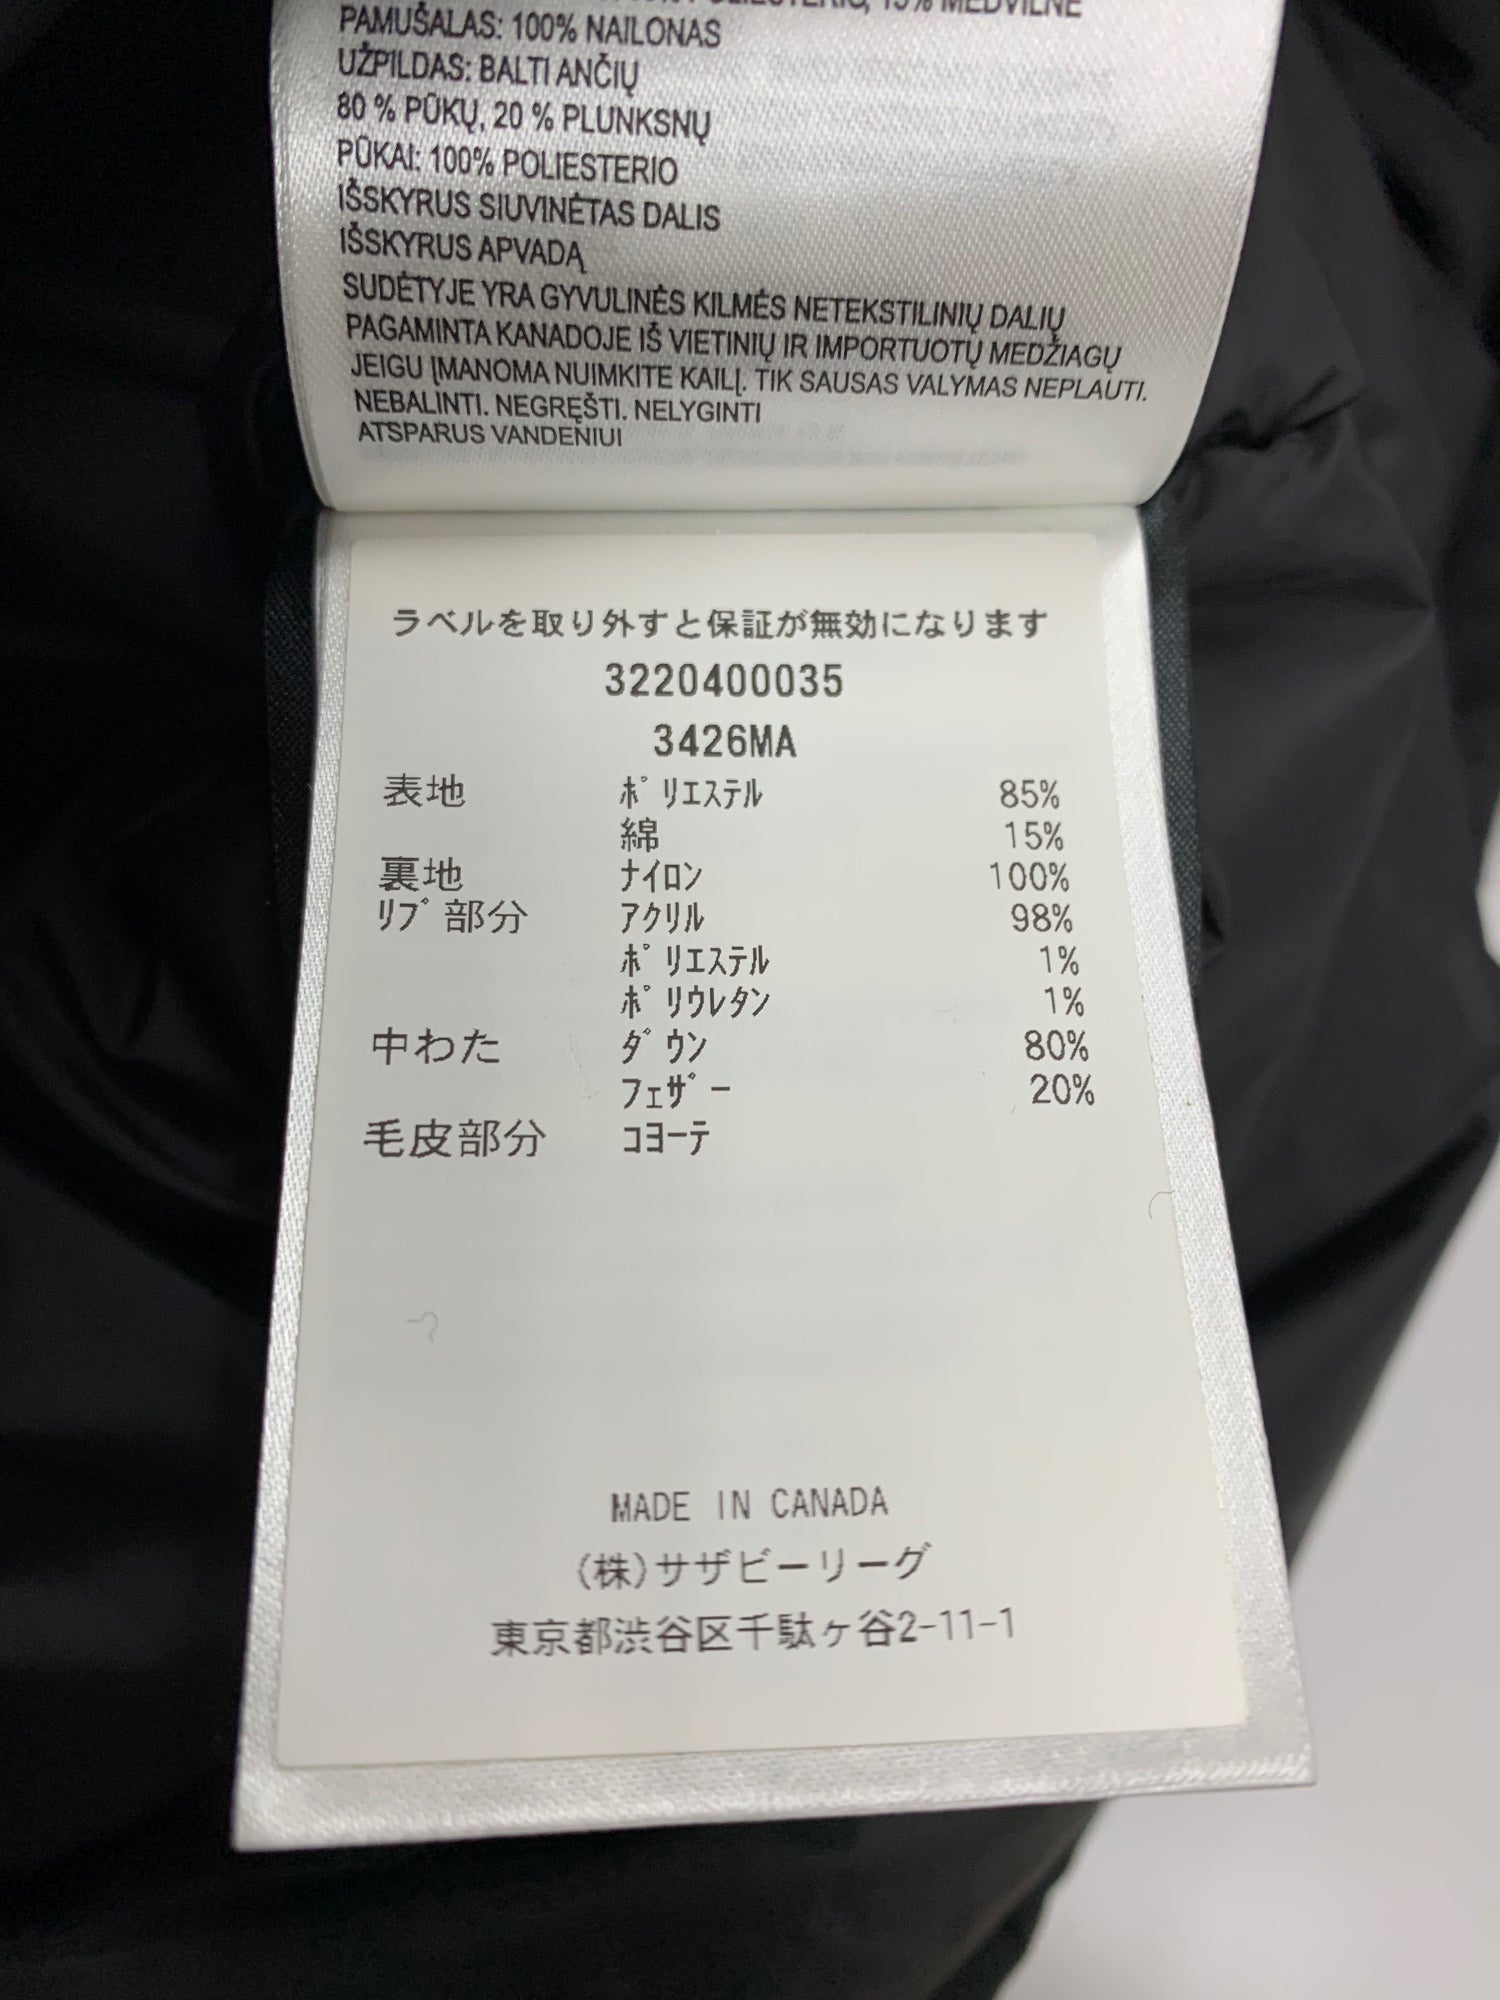 POLIESTERIO, 15% MEDVILNĖ
PAMUŠALAS: 100% NAILONAS
UŽPILDAS: BALTI ANČIŲ
80 % PŪKŲ, 20 % PLUNKSNŲ
PŪKAI: 100% POLIESTERIO
IŠSKYRUS SIUVINĖTAS DALIS
IŠSKYRUS APVADĄ
SUDĖTYJE YRA GYVULINĖS KILMĖS NETEKSTILINIŲ DALIŲ
PAGAMINTA KANADOJE IŠ VIETINIŲ IR IMPORTUOTŲ MEDŽIAGŲ
JEIGU ĮMANOMA NUIMKITE KAILĮ. TIK SAUSAS VALYMAS NEPLAUTI.
NEBALINTI. NEGRĘŠTI. NELYGINTI
ATSPARUS VANDENIUI
ラベルを取り外すと保証が無効になります
3220400035
3426MA
表地 ﾎﾟﾘｴｽﾃﾙ 85%
綿 15%
裏地 ﾅｲﾛﾝ 100%
ﾘﾌﾞ部分 ｱｸﾘﾙ 98%
ﾎﾟﾘｴｽﾃﾙ 1%
ﾎﾟﾘｳﾚﾀﾝ 1%
中わた ﾀﾞｳﾝ 80%
ﾌｪｻﾞｰ 20%
毛皮部分 ｺﾖｰﾃ
MADE IN CANADA
(株)サザビーリーグ
東京都渋谷区千駄ヶ谷2-11-1